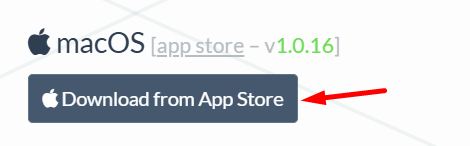 macOS [app store – v1.0.16]
Download from App Store